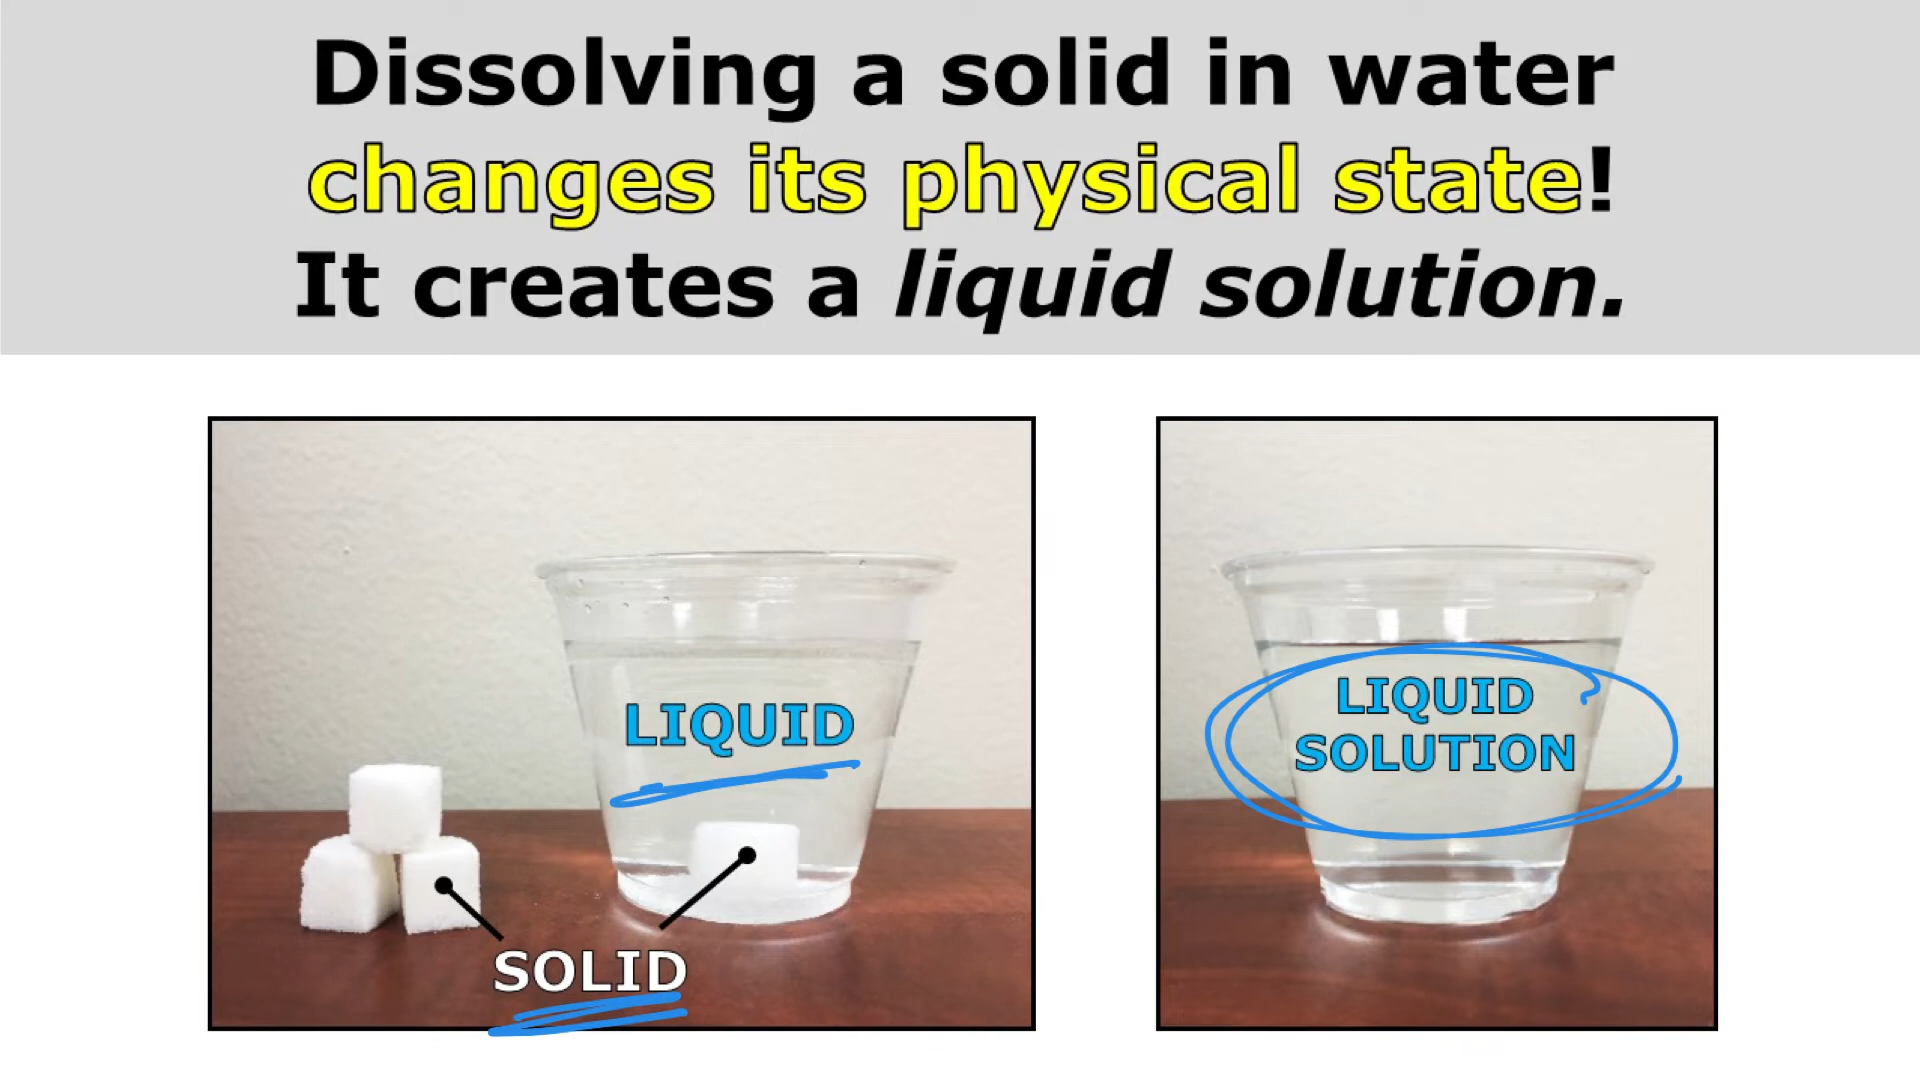 Dissolving a solid in water
changes its physical state!
It creates a liquid solution.
LIQUID
SOLID
LIQUID
SOLUTION